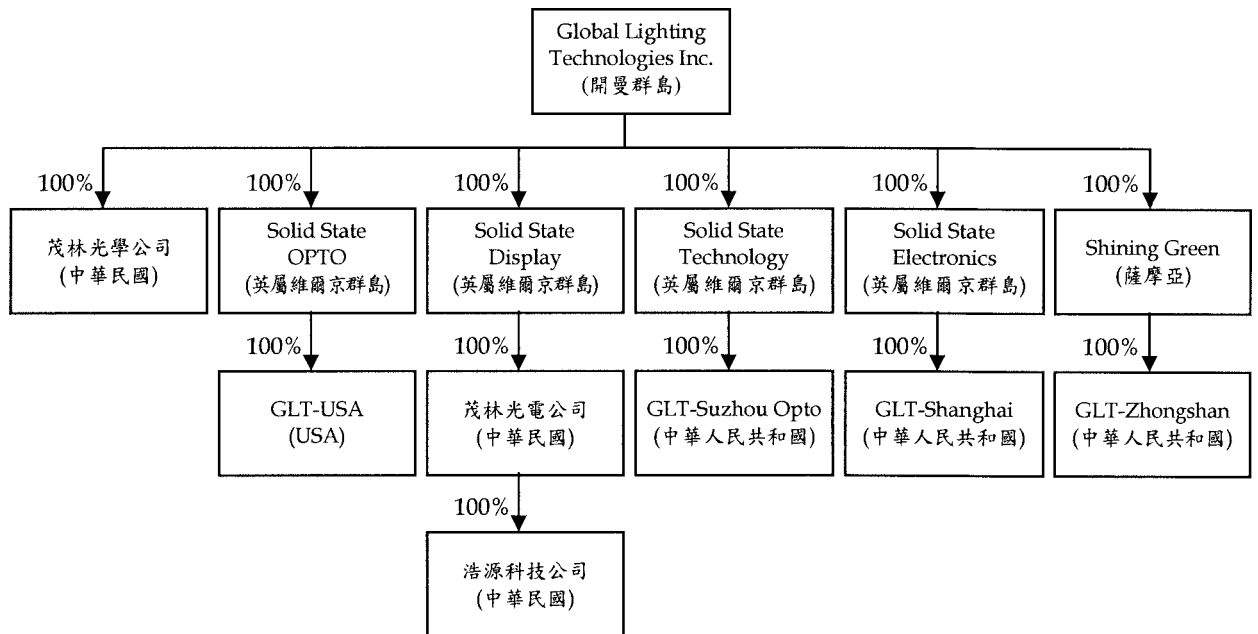 Global Lighting
Technologies Inc.
(開曼群島)
100%
100%
100%
100%
100%
100%
茂林光學公司
(中華民國)
Solid State
OPTO
(英屬維爾京群島)
Solid State
Display
(英屬維爾京群島)
Solid State
Technology
(英屬維爾京群島)
Solid State
Electronics
(英屬維爾京群島)
Shining Green
(薩摩亞)
100%
100%
100%
100%
100%
GLT-USA
(USA)
茂林光電公司
(中華民國)
GLT-Suzhou Opto
(中華人民共和國)
GLT-Shanghai
(中華人民共和國)
GLT-Zhongshan
(中華人民共和國)
100%
浩源科技公司
(中華民國)